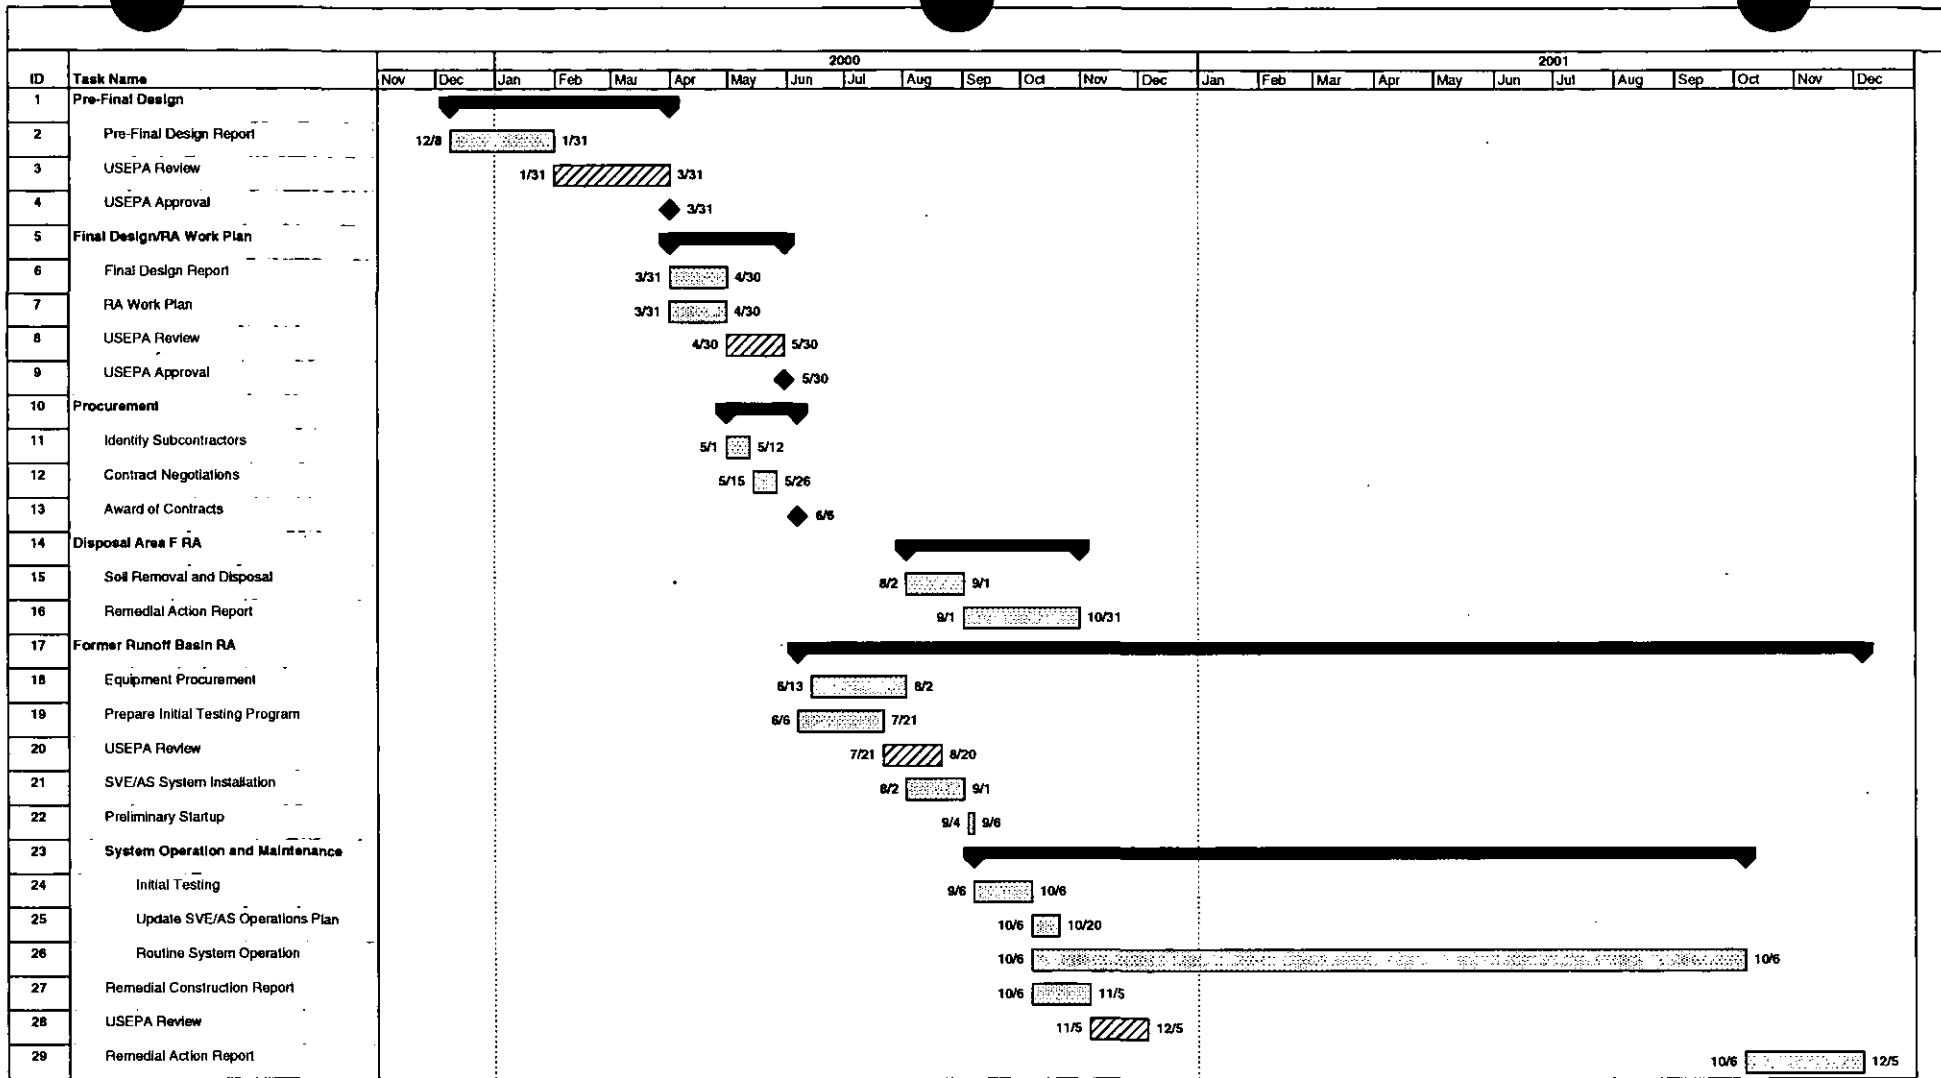 2000 2001
ID Task Name Nov Dec Jan Feb Mar Apr May Jun Jul Aug Sep Oct Nov Dec Jan Feb Mar Apr May Jun Jul Aug Sep Oct Nov Dec
1 Pre-Final Design
2 Pre-Final Design Report 12/8 1/31
3 USEPA Review 1/31 3/31
4 USEPA Approval 3/31
5 Final Design/RA Work Plan
6 Final Design Report 3/31 4/30
7 RA Work Plan 3/31 4/30
8 USEPA Review 4/30 5/30
9 USEPA Approval 5/30
10 Procurement
11 Identify Subcontractors 5/1 5/12
12 Contract Negotiations 5/15 5/26
13 Award of Contracts 6/6
14 Disposal Area F RA
15 Soil Removal and Disposal 8/2 9/1
16 Remedial Action Report 9/1 10/31
17 Former Runoff Basin RA
18 Equipment Procurement 6/13 8/2
19 Prepare Initial Testing Program 6/6 7/21
20 USEPA Review 7/21 8/20
21 SVE/AS System Installation 8/2 9/1
22 Preliminary Startup 9/4 9/6
23 System Operation and Maintenance
24 Initial Testing 9/6 10/6
25 Update SVE/AS Operations Plan 10/6 10/20
26 Routine System Operation 10/6 10/6
27 Remedial Construction Report 10/6 11/5
28 USEPA Review 11/5 12/5
29 Remedial Action Report 10/6 12/5